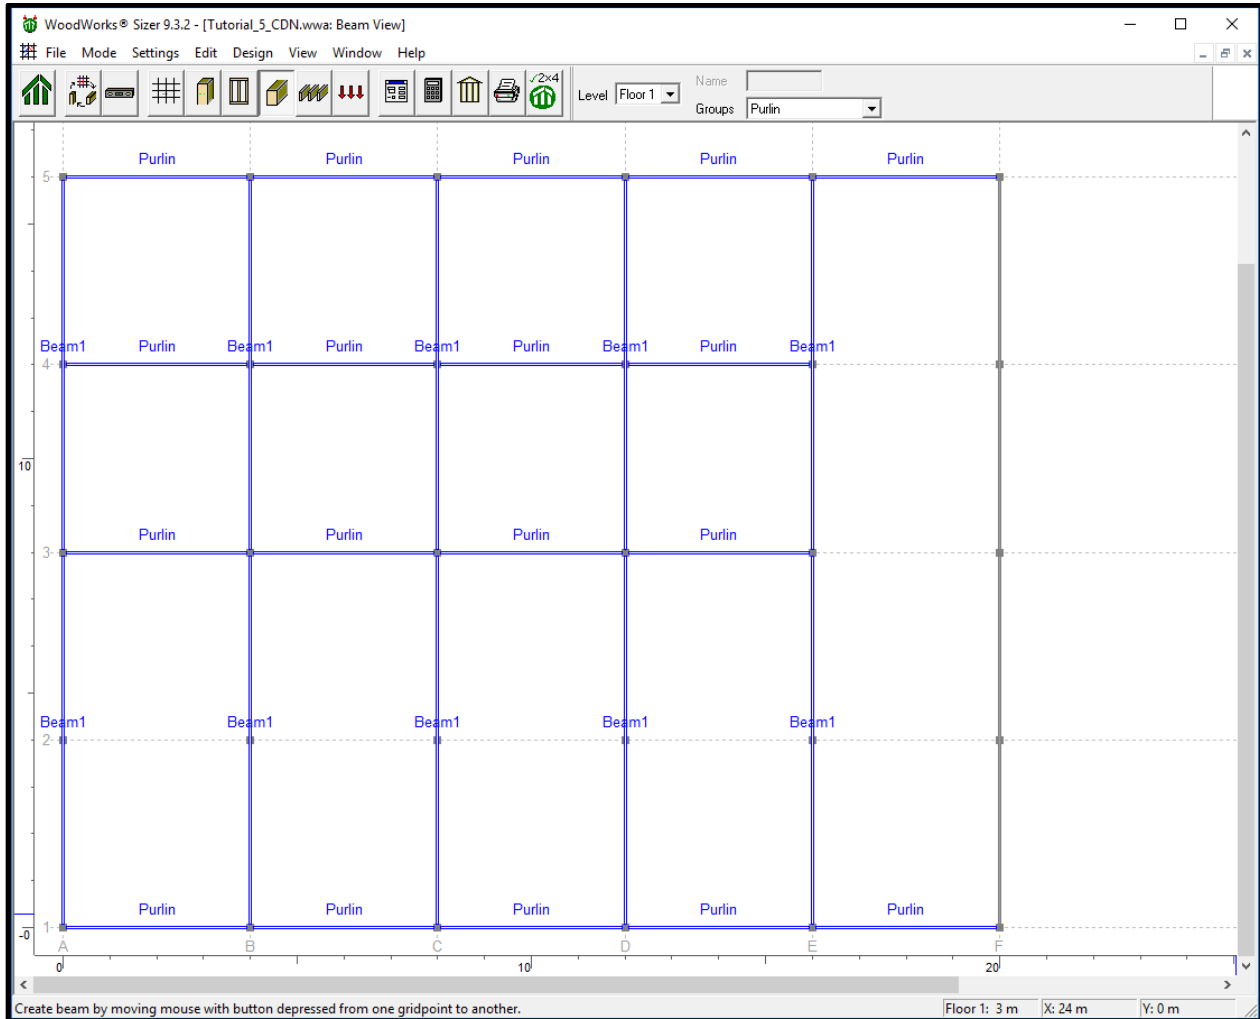 WoodWorks® Sizer 9.3.2 - [Tutorial_5_CDN.wwa: Beam View]
File Mode Settings Edit Design View Window Help
√2x4
Level Floor 1 Name
Groups Purlin
Purlin Purlin Purlin Purlin Purlin
5
Beam1 Purlin Beam1 Purlin Beam1 Purlin Beam1 Purlin Beam1
4
10
Purlin Purlin Purlin Purlin
3
Beam1 Beam1 Beam1 Beam1 Beam1
2
Purlin Purlin Purlin Purlin Purlin
1
-0
A B C D E F
0 10 20
Create beam by moving mouse with button depressed from one gridpoint to another. Floor 1: 3 m X: 24 m Y: 0 m